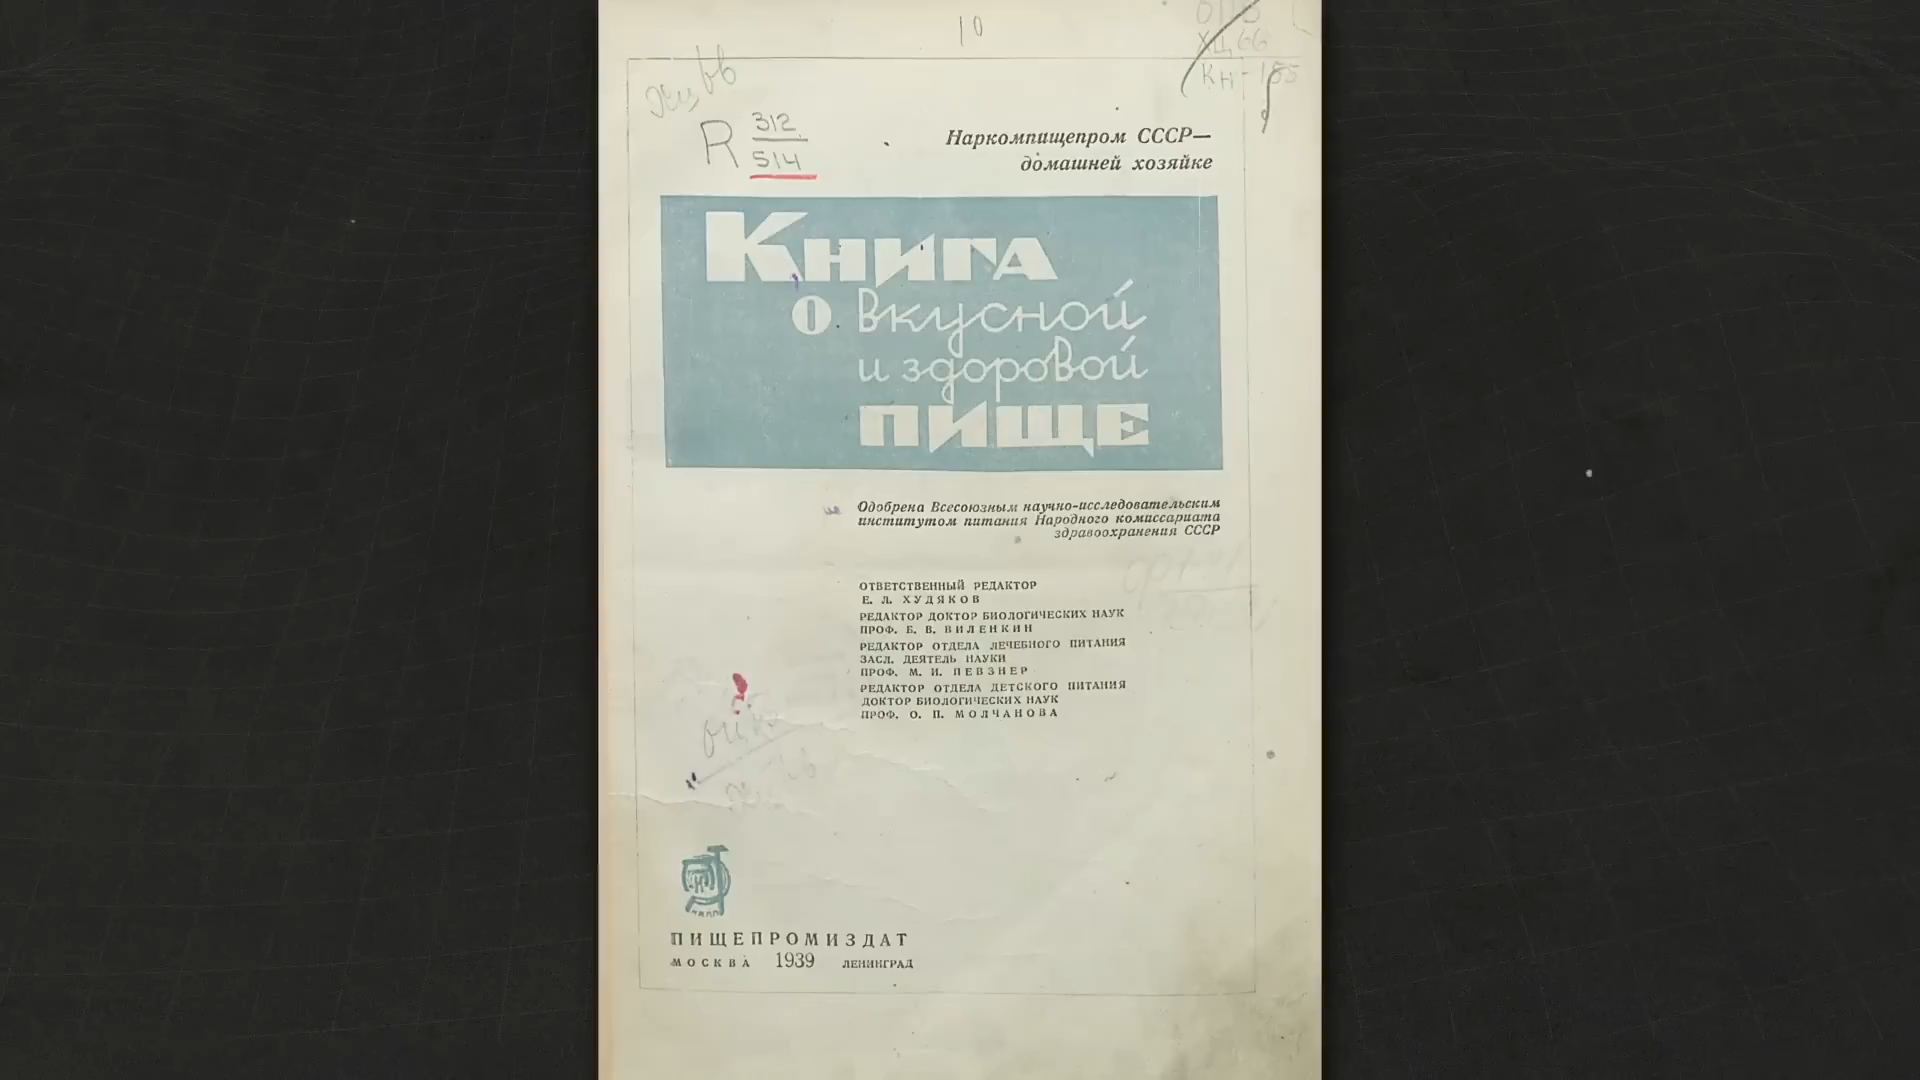 10
R 312
514
Кн-155
Наркомпищепром СССР—
домашней хозяйке
Книга
о вкусной
и здоровой
пище
Одобрена Всесоюзным научно-исследовательским
институтом питания Народного комиссариата
здравоохранения СССР
ОТВЕТСТВЕННЫЙ РЕДАКТОР
Е. Л. ХУДЯКОВ
РЕДАКТОР ДОКТОР БИОЛОГИЧЕСКИХ НАУК
ПРОФ. Б. В. ВИЛЕНКИН
РЕДАКТОР ОТДЕЛА ЛЕЧЕБНОГО ПИТАНИЯ
ЗАСЛ. ДЕЯТЕЛЬ НАУКИ
ПРОФ. М. И. ПЕВЗНЕР
РЕДАКТОР ОТДЕЛА ДЕТСКОГО ПИТАНИЯ
ДОКТОР БИОЛОГИЧЕСКИХ НАУК
ПРОФ. О. П. МОЛЧАНОВА
ПИЩЕПРОМИЗДАТ
МОСКВА 1939 ЛЕНИНГРАД